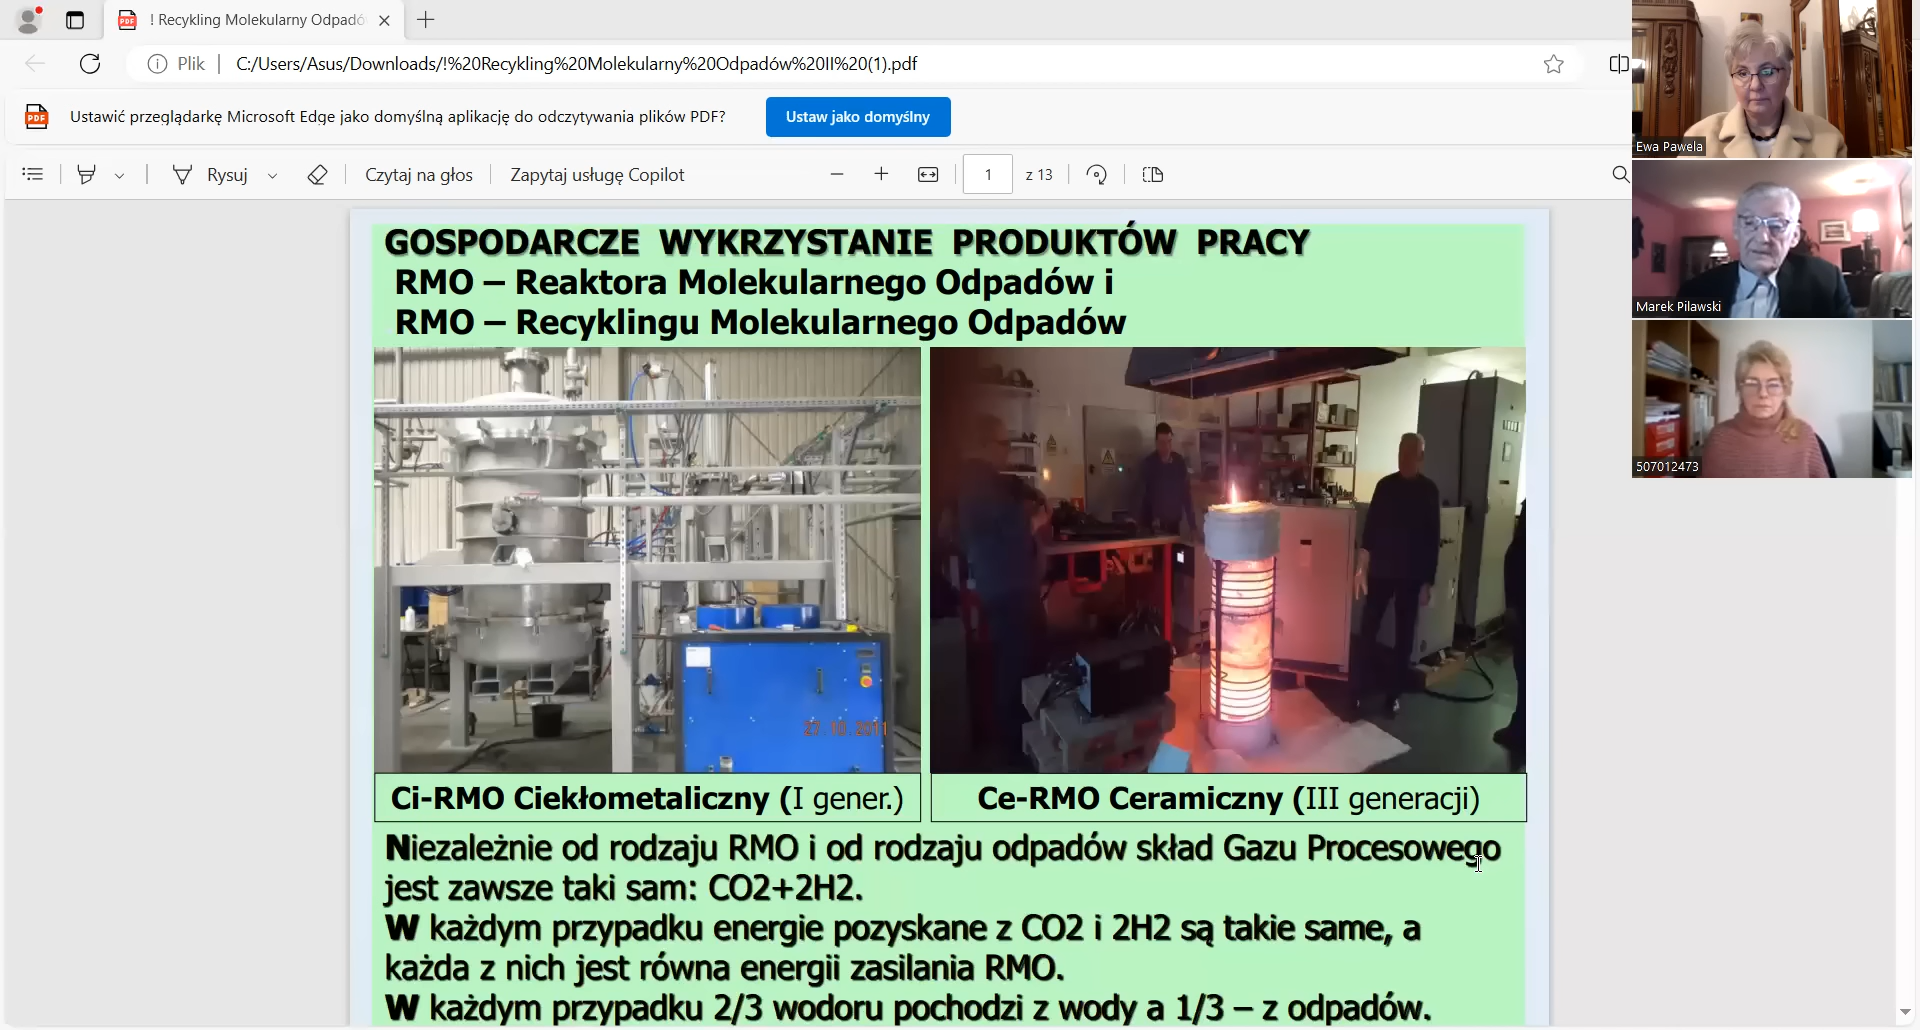 ! Recykling Molekularny Odpadó
Plik
C:/Users/Asus/Downloads/!%20Recykling%20Molekularny%20Odpadów%20II%20(1).pdf
PDF
Ustawić przeglądarkę Microsoft Edge jako domyślną aplikację do odczytywania plików PDF?
Ustaw jako domyślny
Rysuj
Czytaj na głos
Zapytaj usługę Copilot
1
z 13
Ewa Pawela
Marek Pilawski
507012473
GOSPODARCZE WYKRZYSTANIE PRODUKTÓW PRACY
RMO – Reaktora Molekularnego Odpadów i
RMO – Recyklingu Molekularnego Odpadów
27.10.2011
Ci-RMO Ciekłometaliczny (I gener.)
Ce-RMO Ceramiczny (III generacji)
Niezależnie od rodzaju RMO i od rodzaju odpadów skład Gazu Procesowego
jest zawsze taki sam: CO2+2H2.
W każdym przypadku energie pozyskane z CO2 i 2H2 są takie same, a
każda z nich jest równa energii zasilania RMO.
W każdym przypadku 2/3 wodoru pochodzi z wody a 1/3 – z odpadów.